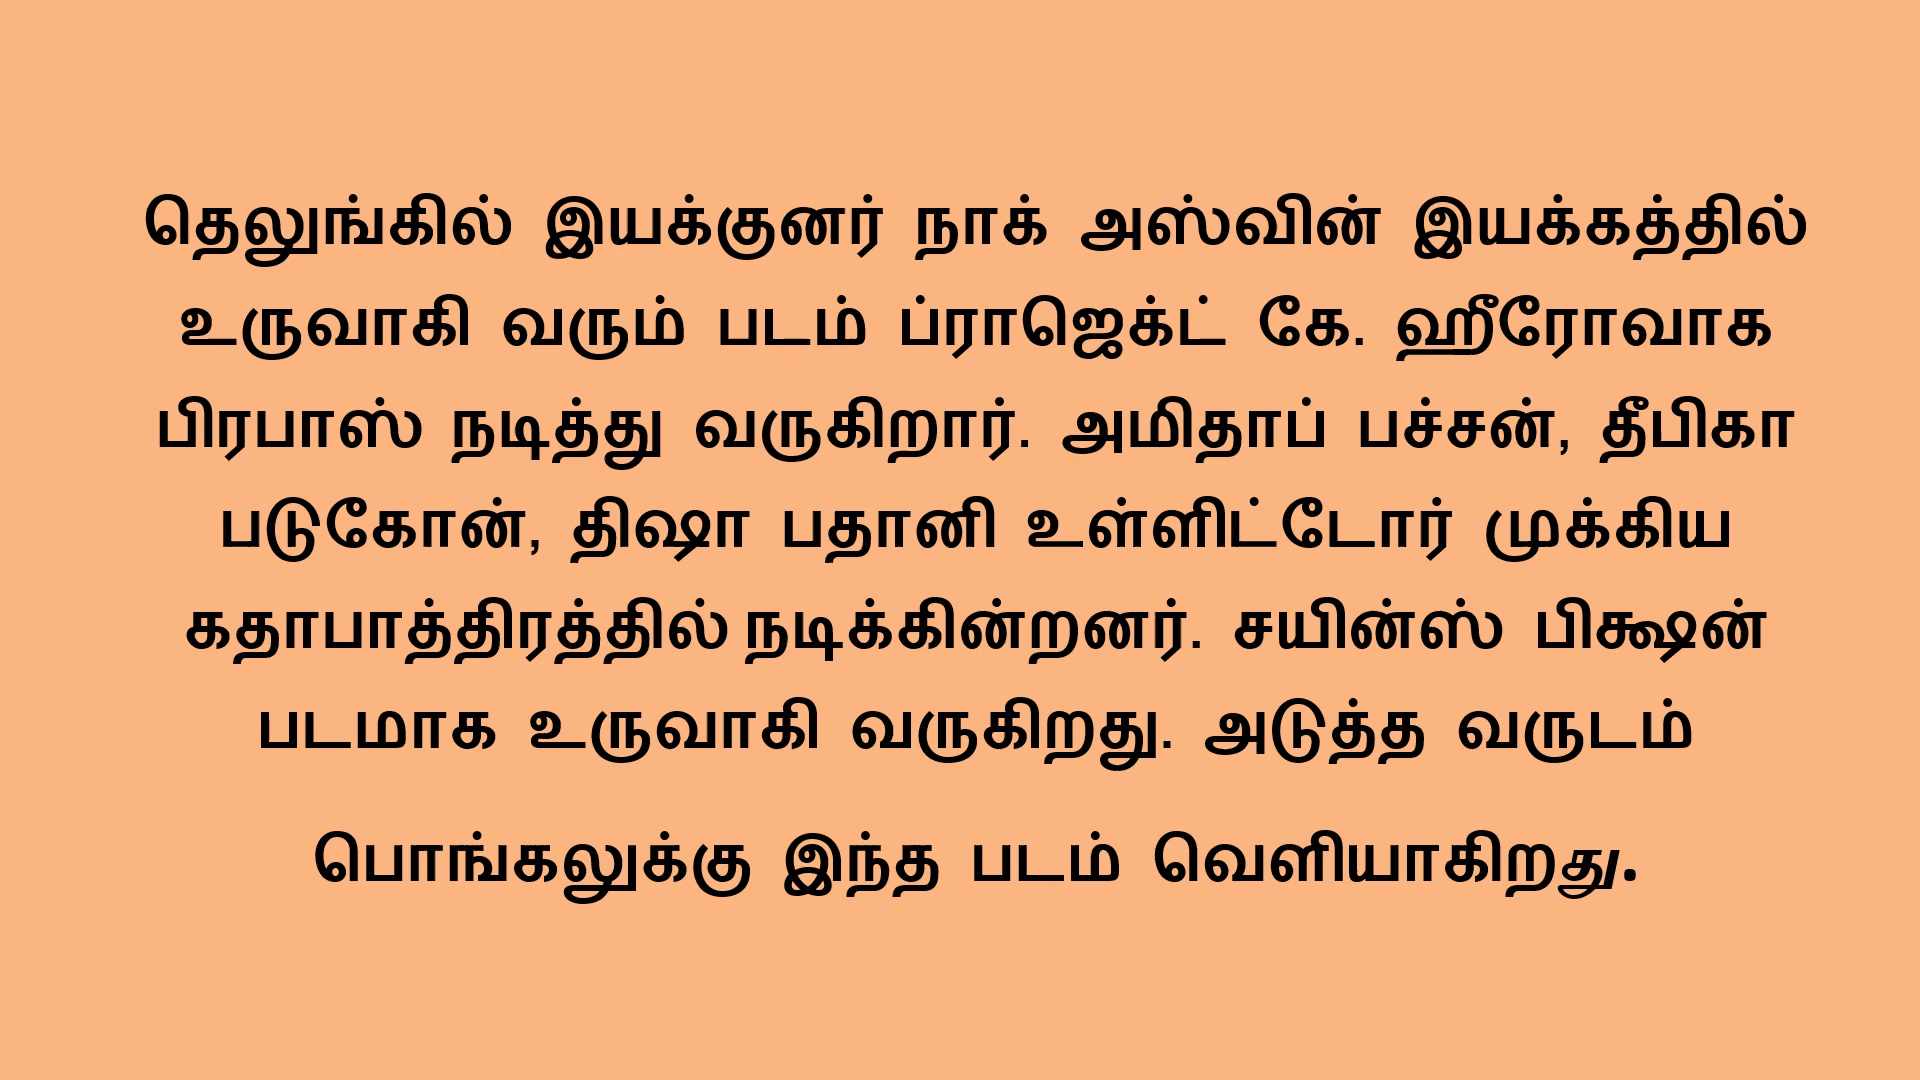 தெலுங்கில் இயக்குனர் நாக் அஸ்வின் இயக்கத்தில்
உருவாகி வரும் படம் ப்ராஜெக்ட் கே. ஹீரோவாக
பிரபாஸ் நடித்து வருகிறார். அமிதாப் பச்சன், தீபிகா
படுகோன், திஷா பதானி உள்ளிட்டோர் முக்கிய
கதாபாத்திரத்தில் நடிக்கின்றனர். சயின்ஸ் பிக்ஷன்
படமாக உருவாகி வருகிறது. அடுத்த வருடம்
பொங்கலுக்கு இந்த படம் வெளியாகிறது.